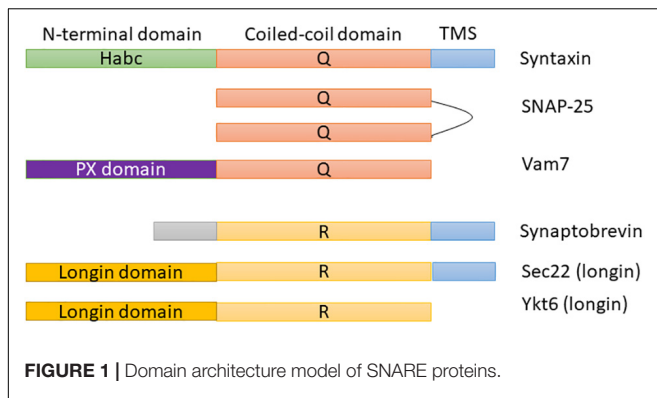 N-terminal domain Coiled-coil domain TMS
Habc Q Syntaxin
Q
SNAP-25
Q
PX domain Q Vam7
R Synaptobrevin
Longin domain R Sec22 (longin)
Longin domain R Ykt6 (longin)
FIGURE 1 | Domain architecture model of SNARE proteins.